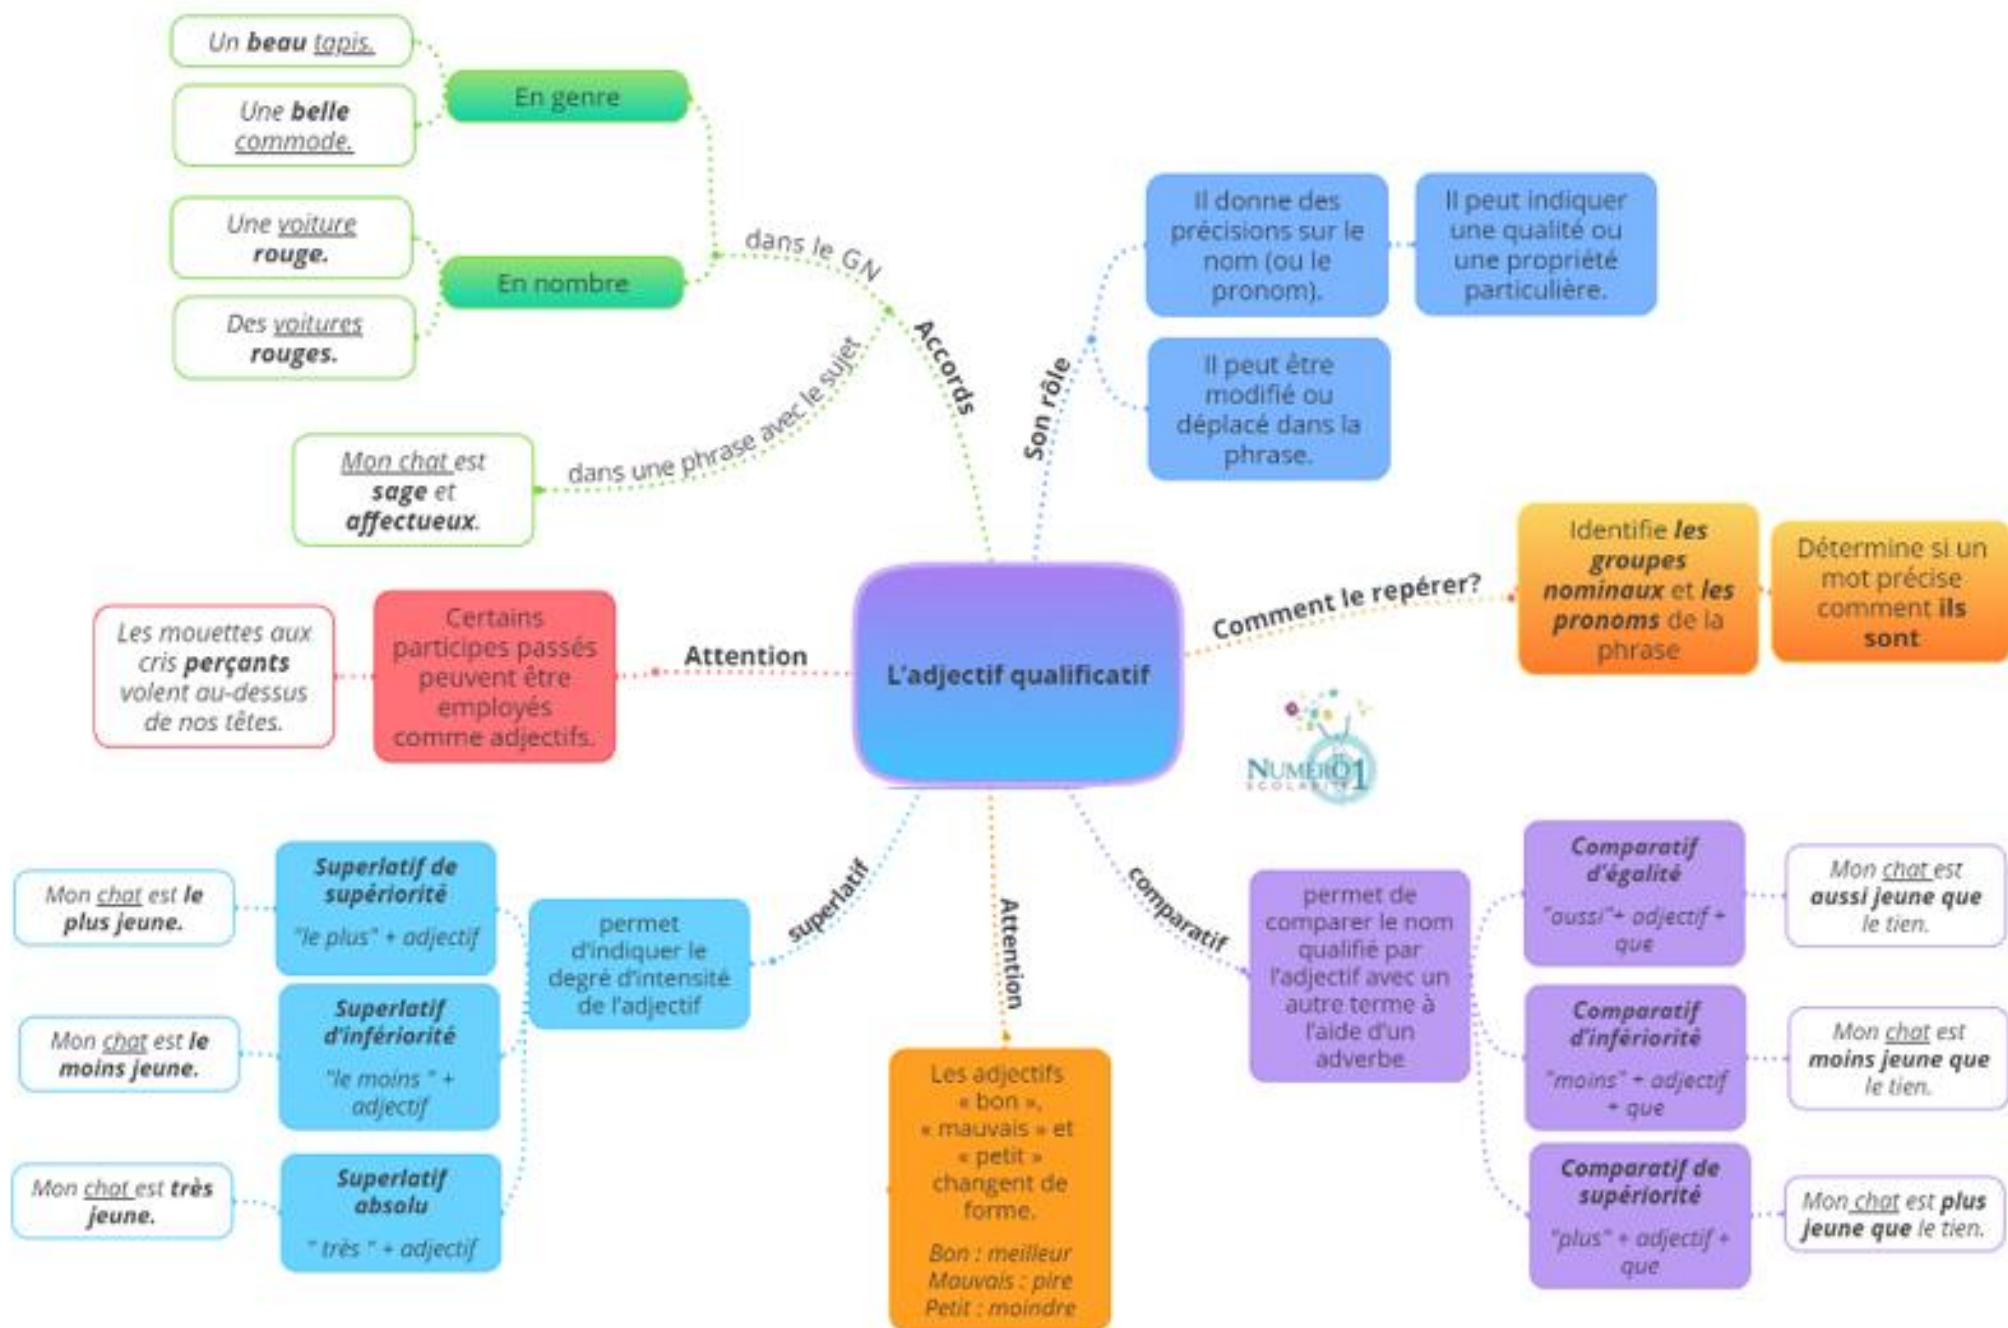 Un beau tapis.
Une belle
commode.
En genre
Une voiture
rouge.
Des voitures
rouges.
En nombre
dans le GN
Accords
dans une phrase avec le sujet
Mon chat est
sage et
affectueux.
Son rôle
Il donne des
précisions sur le
nom (ou le
pronom).
Il peut indiquer
une qualité ou
une propriété
particulière.
Il peut être
modifié ou
déplacé dans la
phrase.
Comment le repérer?
Identifie les
groupes
nominaux et les
pronoms de la
phrase
Détermine si un
mot précise
comment ils
sont
L'adjectif qualificatif
Attention
Certains
participes passés
peuvent être
employés
comme adjectifs.
Les mouettes aux
cris perçants
volent au-dessus
de nos têtes.
NUMÉRO1
SCOLARITÉ
superlatif
permet
d'indiquer le
degré d'intensité
de l'adjectif
Superlatif de
supériorité
"le plus" + adjectif
Mon chat est le
plus jeune.
Superlatif
d'infériorité
"le moins " +
adjectif
Mon chat est le
moins jeune.
Superlatif
absolu
" très " + adjectif
Mon chat est très
jeune.
Attention
Les adjectifs
« bon »,
« mauvais » et
« petit »
changent de
forme.
Bon : meilleur
Mauvais : pire
Petit : moindre
comparatif
permet de
comparer le nom
qualifié par
l'adjectif avec un
autre terme à
l'aide d'un
adverbe
Comparatif
d'égalité
"aussi"+ adjectif +
que
Mon chat est
aussi jeune que
le tien.
Comparatif
d'infériorité
"moins" + adjectif
+ que
Mon chat est
moins jeune que
le tien.
Comparatif de
supériorité
"plus" + adjectif +
que
Mon chat est plus
jeune que le tien.